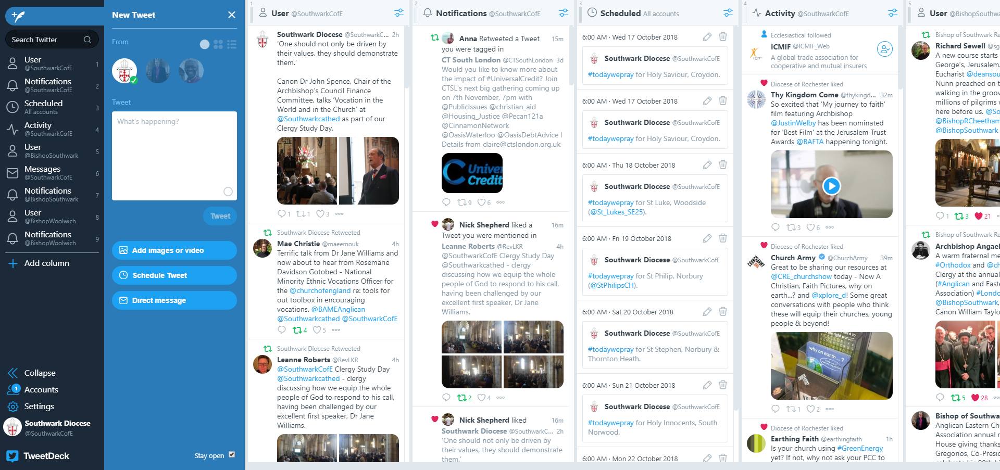 New Tweet
Search Twitter
From
User
@SouthwarkCofE
1
Notifications
@SouthwarkCofE
2
Scheduled
All accounts
3
Activity
@SouthwarkCofE
4
User
@BishopSouthwark
5
Messages
@SouthwarkCofE
6
Notifications
@BishopSouthwark
7
User
@BishopWoolwich
8
Notifications
@BishopWoolwich
9
Add column
Collapse
1 Accounts
Settings
Southwark Diocese
@SouthwarkCofE
TweetDeck
Tweet
What's happening?
Tweet
Add images or video
Schedule Tweet
Direct message
Stay open
1
User @SouthwarkCofE
Southwark Diocese @SouthwarkC... 2h
'One should not only be driven by
their values, they should demonstrate
them.'
Canon Dr John Spence, Chair of the
Archbishop's Council Finance
Committee, talks 'Vocation in the
World and in the Church' at
@Southwarkcathed as part of our
Clergy Study Day.
1 1 3
Southwark Diocese Retweeted
Mae Christie @maeemouk 4h
Terrific talk from Dr Jane Williams and
now about to hear from Rosemarie
Davidson Gotobed - National
Minority Ethnic Vocations Officer for
the @churchofengland re: tools for
out toolbox in encouraging
vocations. @BAMEAnglican
@Southwarkcathed @SouthwarkCofE
4 5
Southwark Diocese Retweeted
Leanne Roberts @RevLKR 4h
@SouthwarkCofE Clergy Study Day
@Southwarkcathed - clergy
discussing how we equip the whole
people of God to respond to his call,
having been challenged by our
excellent first speaker, Dr Jane
Williams.
2
Notifications @SouthwarkCofE
Anna Retweeted a Tweet 15m
you were tagged in
CT South London @CTSouthLondon 3d
Would you like to know more about
the impact of #UniversalCredit? Join
CTSL's next big gathering coming up
on 7th November, 7pm with
@PublicIssues @christian_aid
@Housing_Justice @Pecan121a
@CinnamonNetwork
@OasisWaterloo @OasisDebtAdvice !
Details from claire@ctslondon.org.uk
Univer
Credit
9 6
Nick Shepherd liked a 16m
Tweet you were mentioned in
Leanne Roberts @RevLKR 4h
@SouthwarkCofE Clergy Study Day
@Southwarkcathed - clergy
discussing how we equip the whole
people of God to respond to his call,
having been challenged by our
excellent first speaker, Dr Jane
Williams.
2 4
Nick Shepherd liked 16m
Southwark Diocese @SouthwarkC... 2h
'One should not only be driven by
their values, they should demonstrate
them.'
3
Scheduled All accounts
6:00 AM · Wed 17 October 2018
Southwark Diocese @SouthwarkCofE
#todaywepray for Holy Saviour, Croydon.
6:00 AM · Wed 17 October 2018
Southwark Diocese @SouthwarkCofE
#todaywepray for Holy Saviour, Croydon.
6:00 AM · Thu 18 October 2018
Southwark Diocese @SouthwarkCofE
#todaywepray for St Luke, Woodside
(@St_Lukes_SE25).
6:00 AM · Fri 19 October 2018
Southwark Diocese @SouthwarkCofE
#todaywepray for St Philip, Norbury
(@StPhilipsCH).
6:00 AM · Sat 20 October 2018
Southwark Diocese @SouthwarkCofE
#todaywepray for St Stephen, Norbury &
Thornton Heath.
6:00 AM · Sun 21 October 2018
Southwark Diocese @SouthwarkCofE
#todaywepray for Holy Innocents, South
Norwood.
6:00 AM · Mon 22 October 2018
4
Activity @SouthwarkCofE
Ecclesiastical followed
ICMIF @ICMIF_Web
A global trade association for
cooperative and mutual insurers
Diocese of Rochester liked
Thy Kingdom Come @thykingd... 32m
So excited that 'My journey to faith'
film featuring Archbishop
@JustinWelby has been nominated
for 'Best Film' at the Jerusalem Trust
Awards @BAFTA happening tonight.
3 6
Diocese of Rochester liked
Church Army @ChurchArmy 39m
Great to be sharing our resources at
@CRE_churchshow today - Now A
Christian, Faith Pictures, why on
earth...? and @xplore_d! Some great
conversations with people who think
these will equip their churches, young
people & beyond!
why on
earth ...?
1 2
Diocese of Rochester liked
Earthing Faith @earthingfaith 1h
Is your church using #GreenEnergy
yet? If not, why not ask your PCC to
5
User @BishopSouthwa
Bishop of Southwark Re
Richard Sewell @sg
A new course starts
George's, Jerusalem.
Eucharist @deansou
Nunn preached on t
walking in the groov
millions of pilgrims w
here before us. @So
@BishopRCheetham
@BishopSouthwark
1 3 21
Bishop of Southwark Re
Archbishop Angael
A warm fraternal me
#Orthodox and @ch
Clergy at the annual
(#Anglican and Easte
Association) #Londo
@BishopSouthwark,
Canon William Taylo
5 28
Bishop of Southwa
Anglican Eastern Chu
Association annual r
House giving thanks
Gregorios, Co-Presid